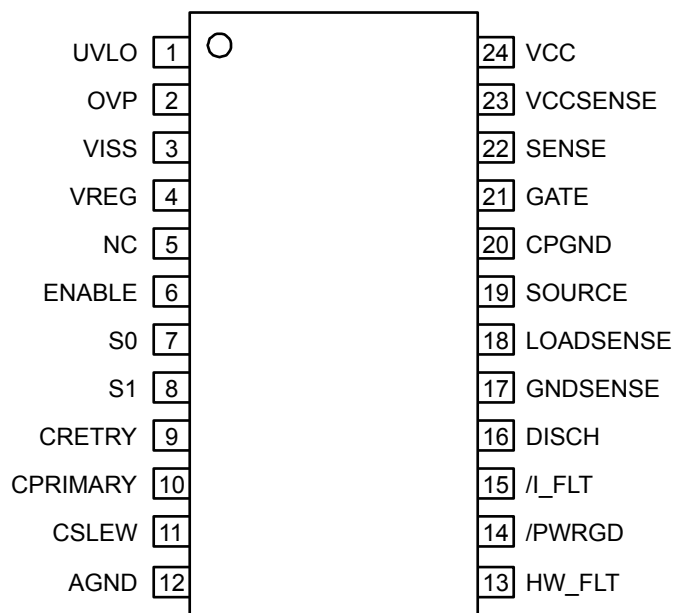 UVLO 1 24 VCC
OVP 2 23 VCCSENSE
VISS 3 22 SENSE
VREG 4 21 GATE
NC 5 20 CPGND
ENABLE 6 19 SOURCE
S0 7 18 LOADSENSE
S1 8 17 GNDSENSE
CRETRY 9 16 DISCH
CPRIMARY 10 15 /I_FLT
CSLEW 11 14 /PWRGD
AGND 12 13 HW_FLT